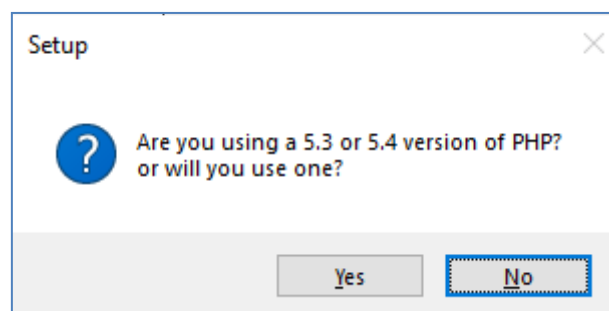 Setup
Are you using a 5.3 or 5.4 version of PHP?
or will you use one?
Yes
No